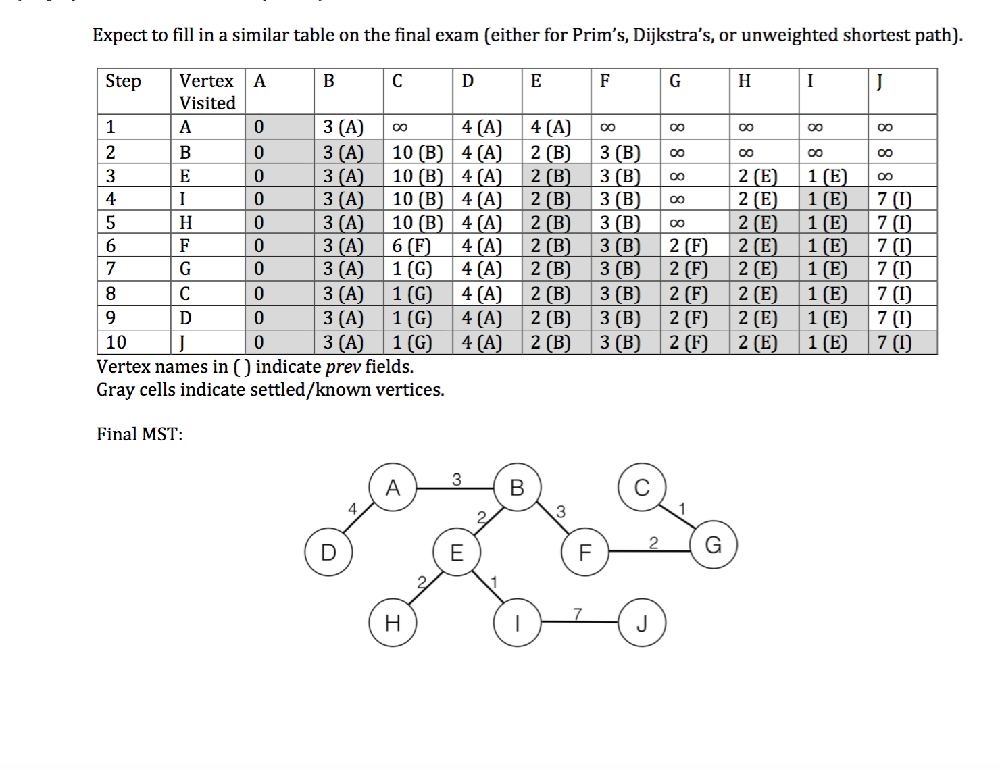 Expect to fill in a similar table on the final exam (either for Prim's, Dijkstra's, or unweighted shortest path).
Step Vertex Visited A B C D E F G H I J
1 A 0 3 (A) ∞ 4 (A) 4 (A) ∞ ∞ ∞ ∞ ∞
2 B 0 3 (A) 10 (B) 4 (A) 2 (B) 3 (B) ∞ ∞ ∞ ∞
3 E 0 3 (A) 10 (B) 4 (A) 2 (B) 3 (B) ∞ 2 (E) 1 (E) ∞
4 I 0 3 (A) 10 (B) 4 (A) 2 (B) 3 (B) ∞ 2 (E) 1 (E) 7 (I)
5 H 0 3 (A) 10 (B) 4 (A) 2 (B) 3 (B) ∞ 2 (E) 1 (E) 7 (I)
6 F 0 3 (A) 6 (F) 4 (A) 2 (B) 3 (B) 2 (F) 2 (E) 1 (E) 7 (I)
7 G 0 3 (A) 1 (G) 4 (A) 2 (B) 3 (B) 2 (F) 2 (E) 1 (E) 7 (I)
8 C 0 3 (A) 1 (G) 4 (A) 2 (B) 3 (B) 2 (F) 2 (E) 1 (E) 7 (I)
9 D 0 3 (A) 1 (G) 4 (A) 2 (B) 3 (B) 2 (F) 2 (E) 1 (E) 7 (I)
10 J 0 3 (A) 1 (G) 4 (A) 2 (B) 3 (B) 2 (F) 2 (E) 1 (E) 7 (I)
Vertex names in ( ) indicate prev fields.
Gray cells indicate settled/known vertices.
Final MST:
A 3 B C
4 2 3 1
D E F 2 G
2 1
H I 7 J